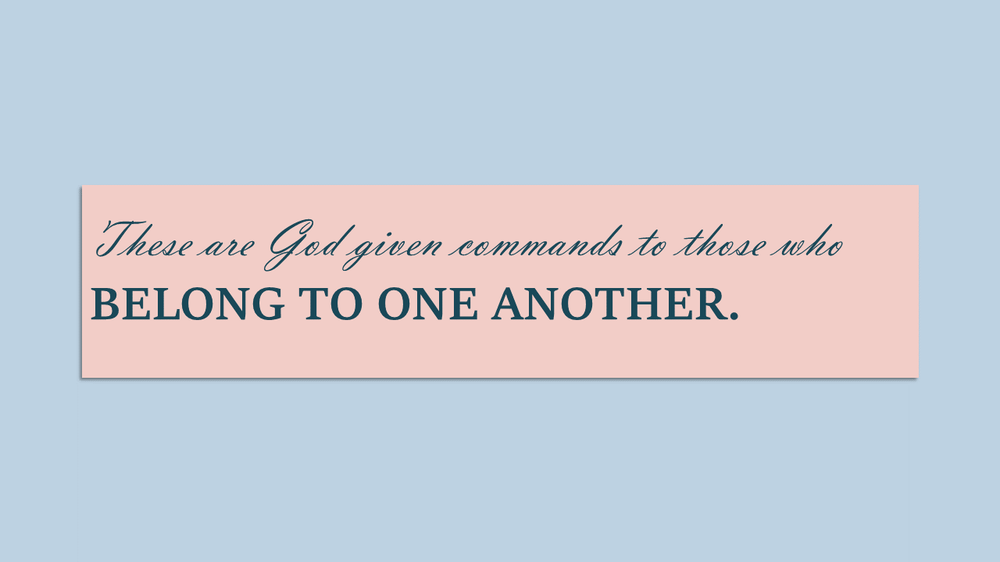 These are God given commands to those who
BELONG TO ONE ANOTHER.